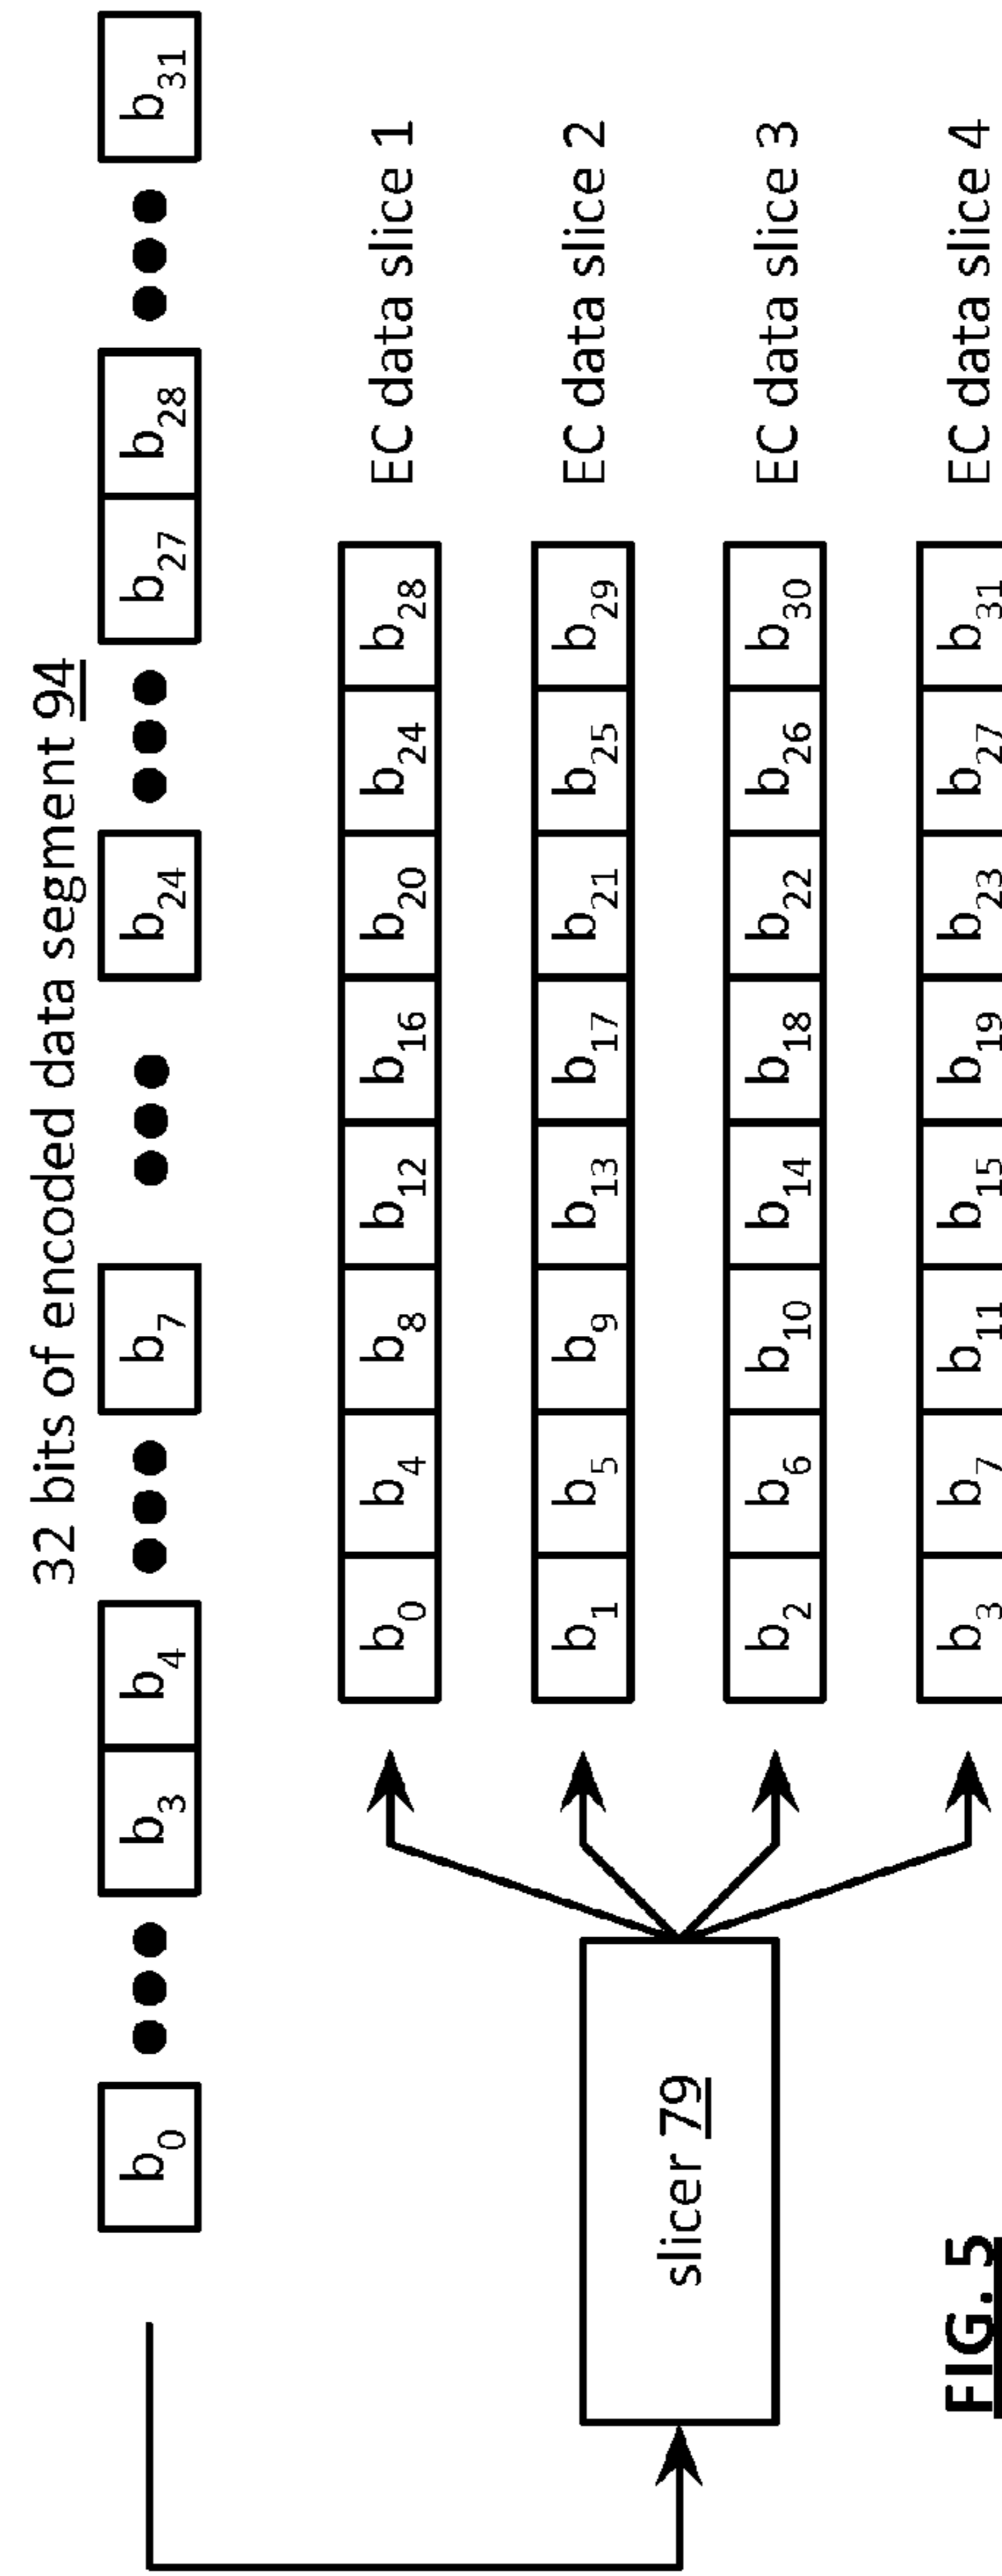 32 bits of encoded data segment 94
b0 ●●● b3 b4 ●●● b7 ●●● b24 ●●● b27 b28 ●●● b31
b0 b4 b8 b12 b16 b20 b24 b28 EC data slice 1
b1 b5 b9 b13 b17 b21 b25 b29 EC data slice 2
slicer 79
b2 b6 b10 b14 b18 b22 b26 b30 EC data slice 3
b3 b7 b11 b15 b19 b23 b27 b31 EC data slice 4
FIG. 5